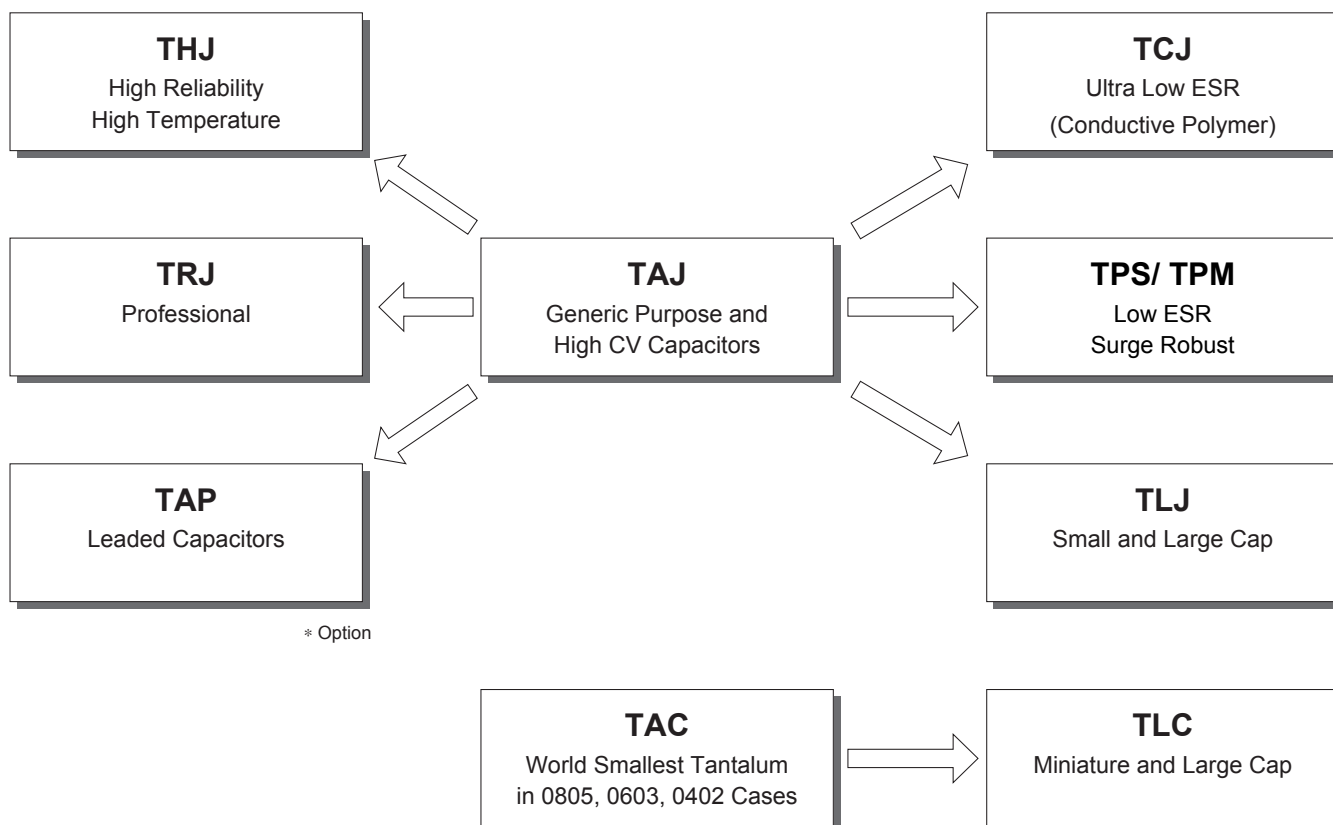 THJ
High Reliability
High Temperature
TCJ
Ultra Low ESR
(Conductive Polymer)
TRJ
Professional
TAJ
Generic Purpose and
High CV Capacitors
TPS/ TPM
Low ESR
Surge Robust
TAP
Leaded Capacitors
TLJ
Small and Large Cap
* Option
TAC
World Smallest Tantalum
in 0805, 0603, 0402 Cases
TLC
Miniature and Large Cap